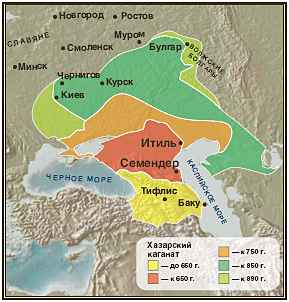 Новгород
Ростов
СЛАВЯНЕ
Муром
Смоленск
Булгар
ВОЛЖСКИЕ
БОЛГАРЫ
Минск
Чернигов
Курск
Киев
Итиль
Семендер
ЧЕРНОЕ МОРЕ
КАСПИЙСКОЕ МОРЕ
Тифлис
Баку
Хазарский
каганат
— до 650 г.
— к 650 г.
— к 750 г.
— к 850 г.
— к 890 г.